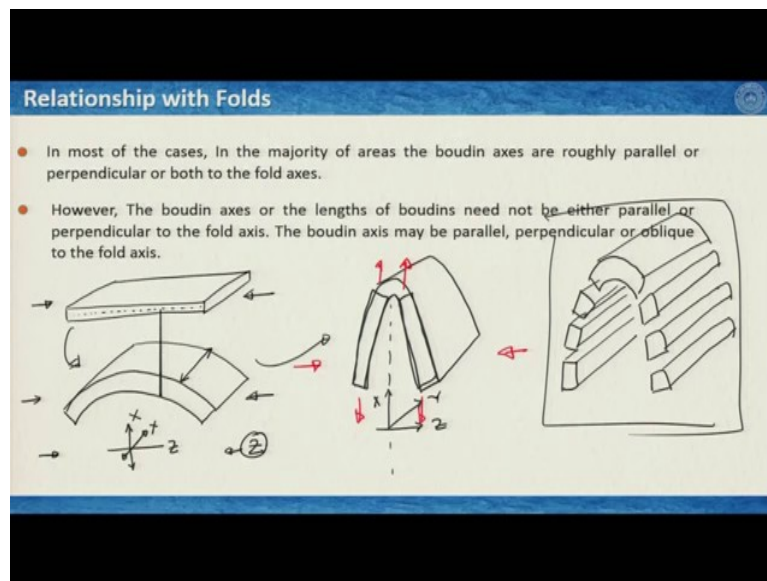 Relationship with Folds
In most of the cases, In the majority of areas the boudin axes are roughly parallel or
perpendicular or both to the fold axes.
However, The boudin axes or the lengths of boudins need not be either parallel or
perpendicular to the fold axis. The boudin axis may be parallel, perpendicular or oblique
to the fold axis.
X
Z
Z
X
Y
Z